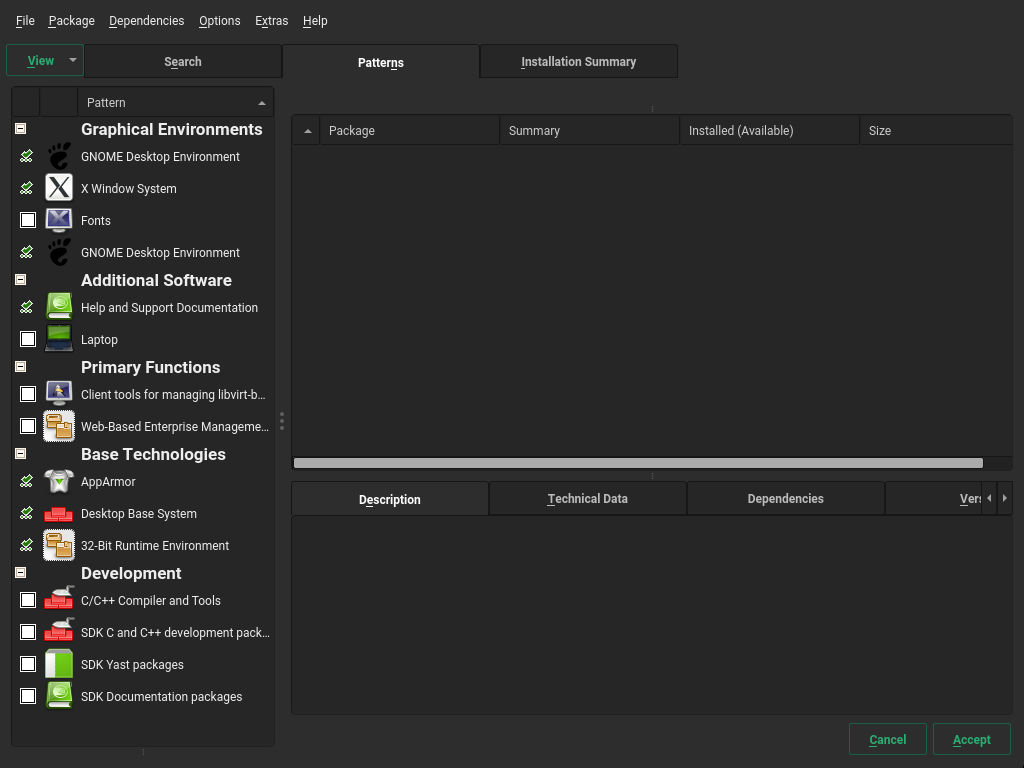 File Package Dependencies Options Extras Help
View Search Patterns Installation Summary
Pattern
Graphical Environments
GNOME Desktop Environment
X Window System
Fonts
GNOME Desktop Environment
Additional Software
Help and Support Documentation
Laptop
Primary Functions
Client tools for managing libvirt-b...
Web-Based Enterprise Manageme...
Base Technologies
AppArmor
Desktop Base System
32-Bit Runtime Environment
Development
C/C++ Compiler and Tools
SDK C and C++ development pack...
SDK Yast packages
SDK Documentation packages
Package Summary Installed (Available) Size
Description Technical Data Dependencies Vers
Cancel Accept